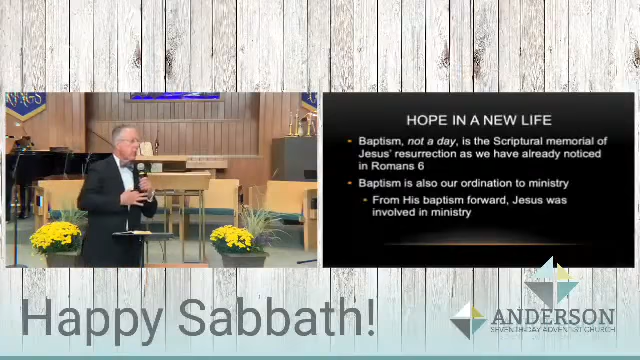 KINGS
HOPE IN A NEW LIFE
• Baptism, not a day, is the Scriptural memorial of
Jesus' resurrection as we have already noticed
in Romans 6
• Baptism is also our ordination to ministry
• From His baptism forward, Jesus was
involved in ministry
Happy Sabbath!
ANDERSON
SEVENTH-DAY ADVENTIST CHURCH